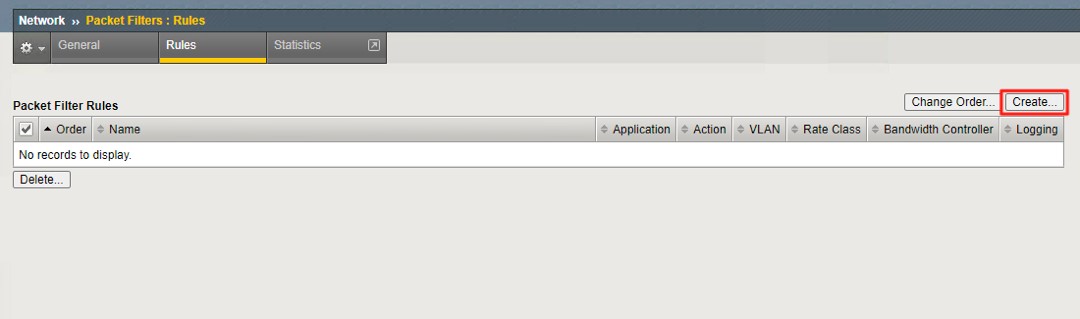 Network ›› Packet Filters : Rules
General Rules Statistics
Packet Filter Rules Change Order... Create...
Order Name Application Action VLAN Rate Class Bandwidth Controller Logging
No records to display.
Delete...